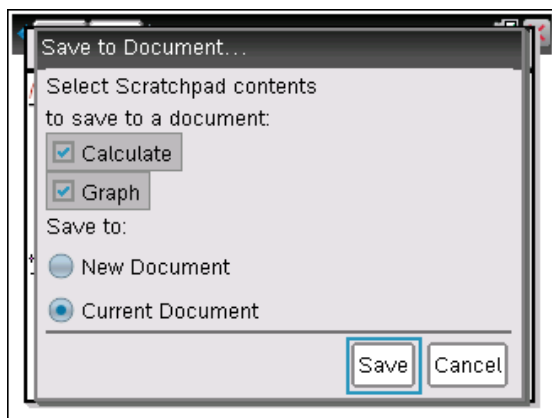 Save to Document...
Select Scratchpad contents
to save to a document:
Calculate
Graph
Save to:
New Document
Current Document
Save Cancel